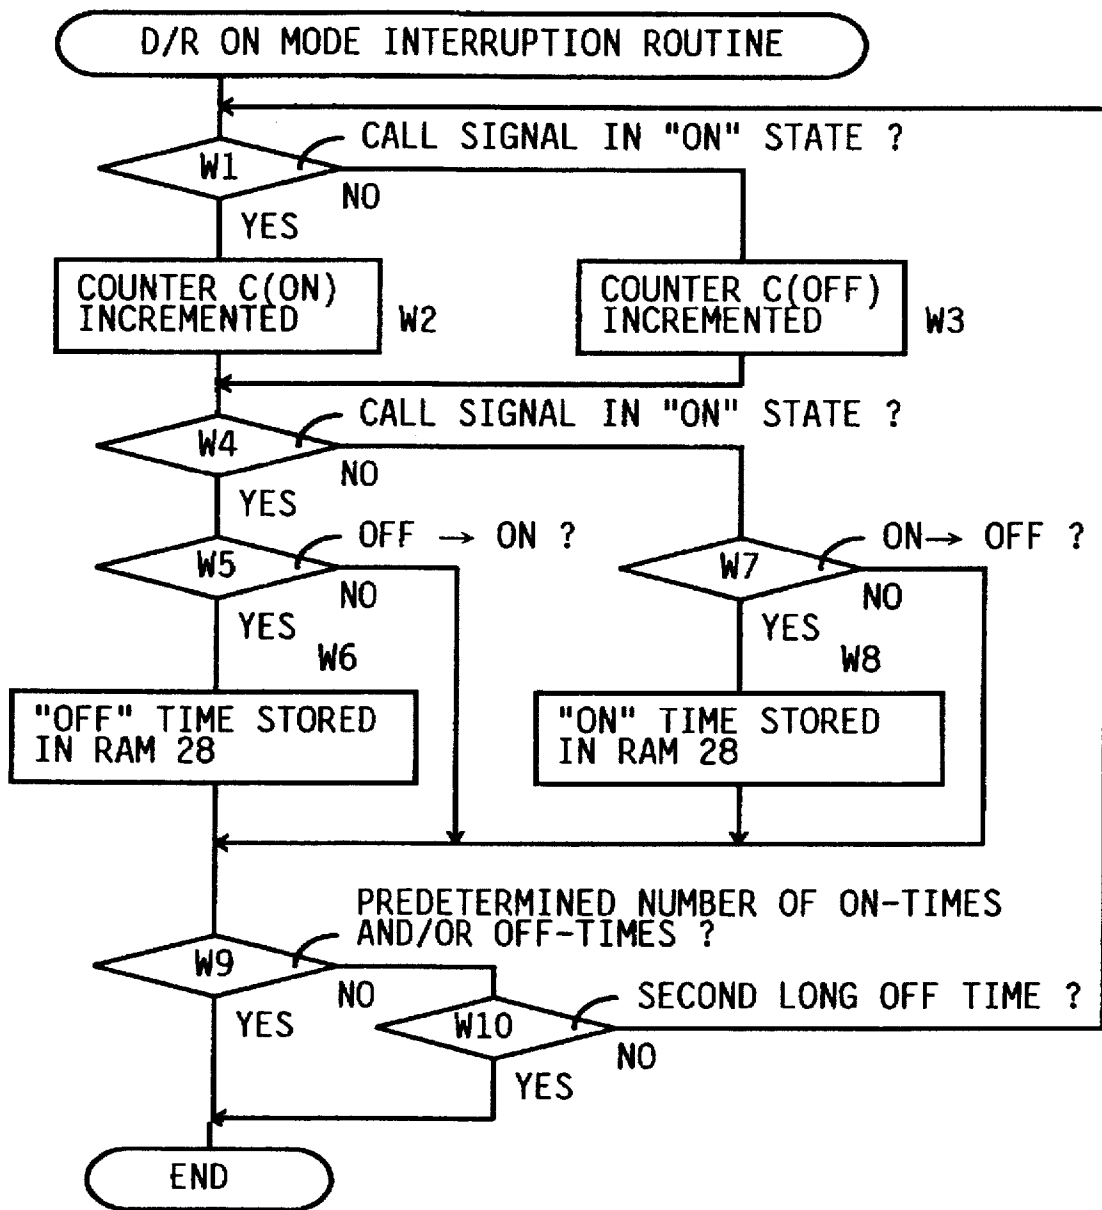 D/R ON MODE INTERRUPTION ROUTINE
CALL SIGNAL IN "ON" STATE ?
W1
NO
YES
COUNTER C(ON)
INCREMENTED
W2
COUNTER C(OFF)
INCREMENTED
W3
CALL SIGNAL IN "ON" STATE ?
W4
NO
YES
OFF → ON ?
W5
NO
YES
ON→ OFF ?
W7
NO
YES
W6
"OFF" TIME STORED
IN RAM 28
W8
"ON" TIME STORED
IN RAM 28
PREDETERMINED NUMBER OF ON-TIMES
AND/OR OFF-TIMES ?
W9
NO
YES
SECOND LONG OFF TIME ?
W10
NO
YES
END